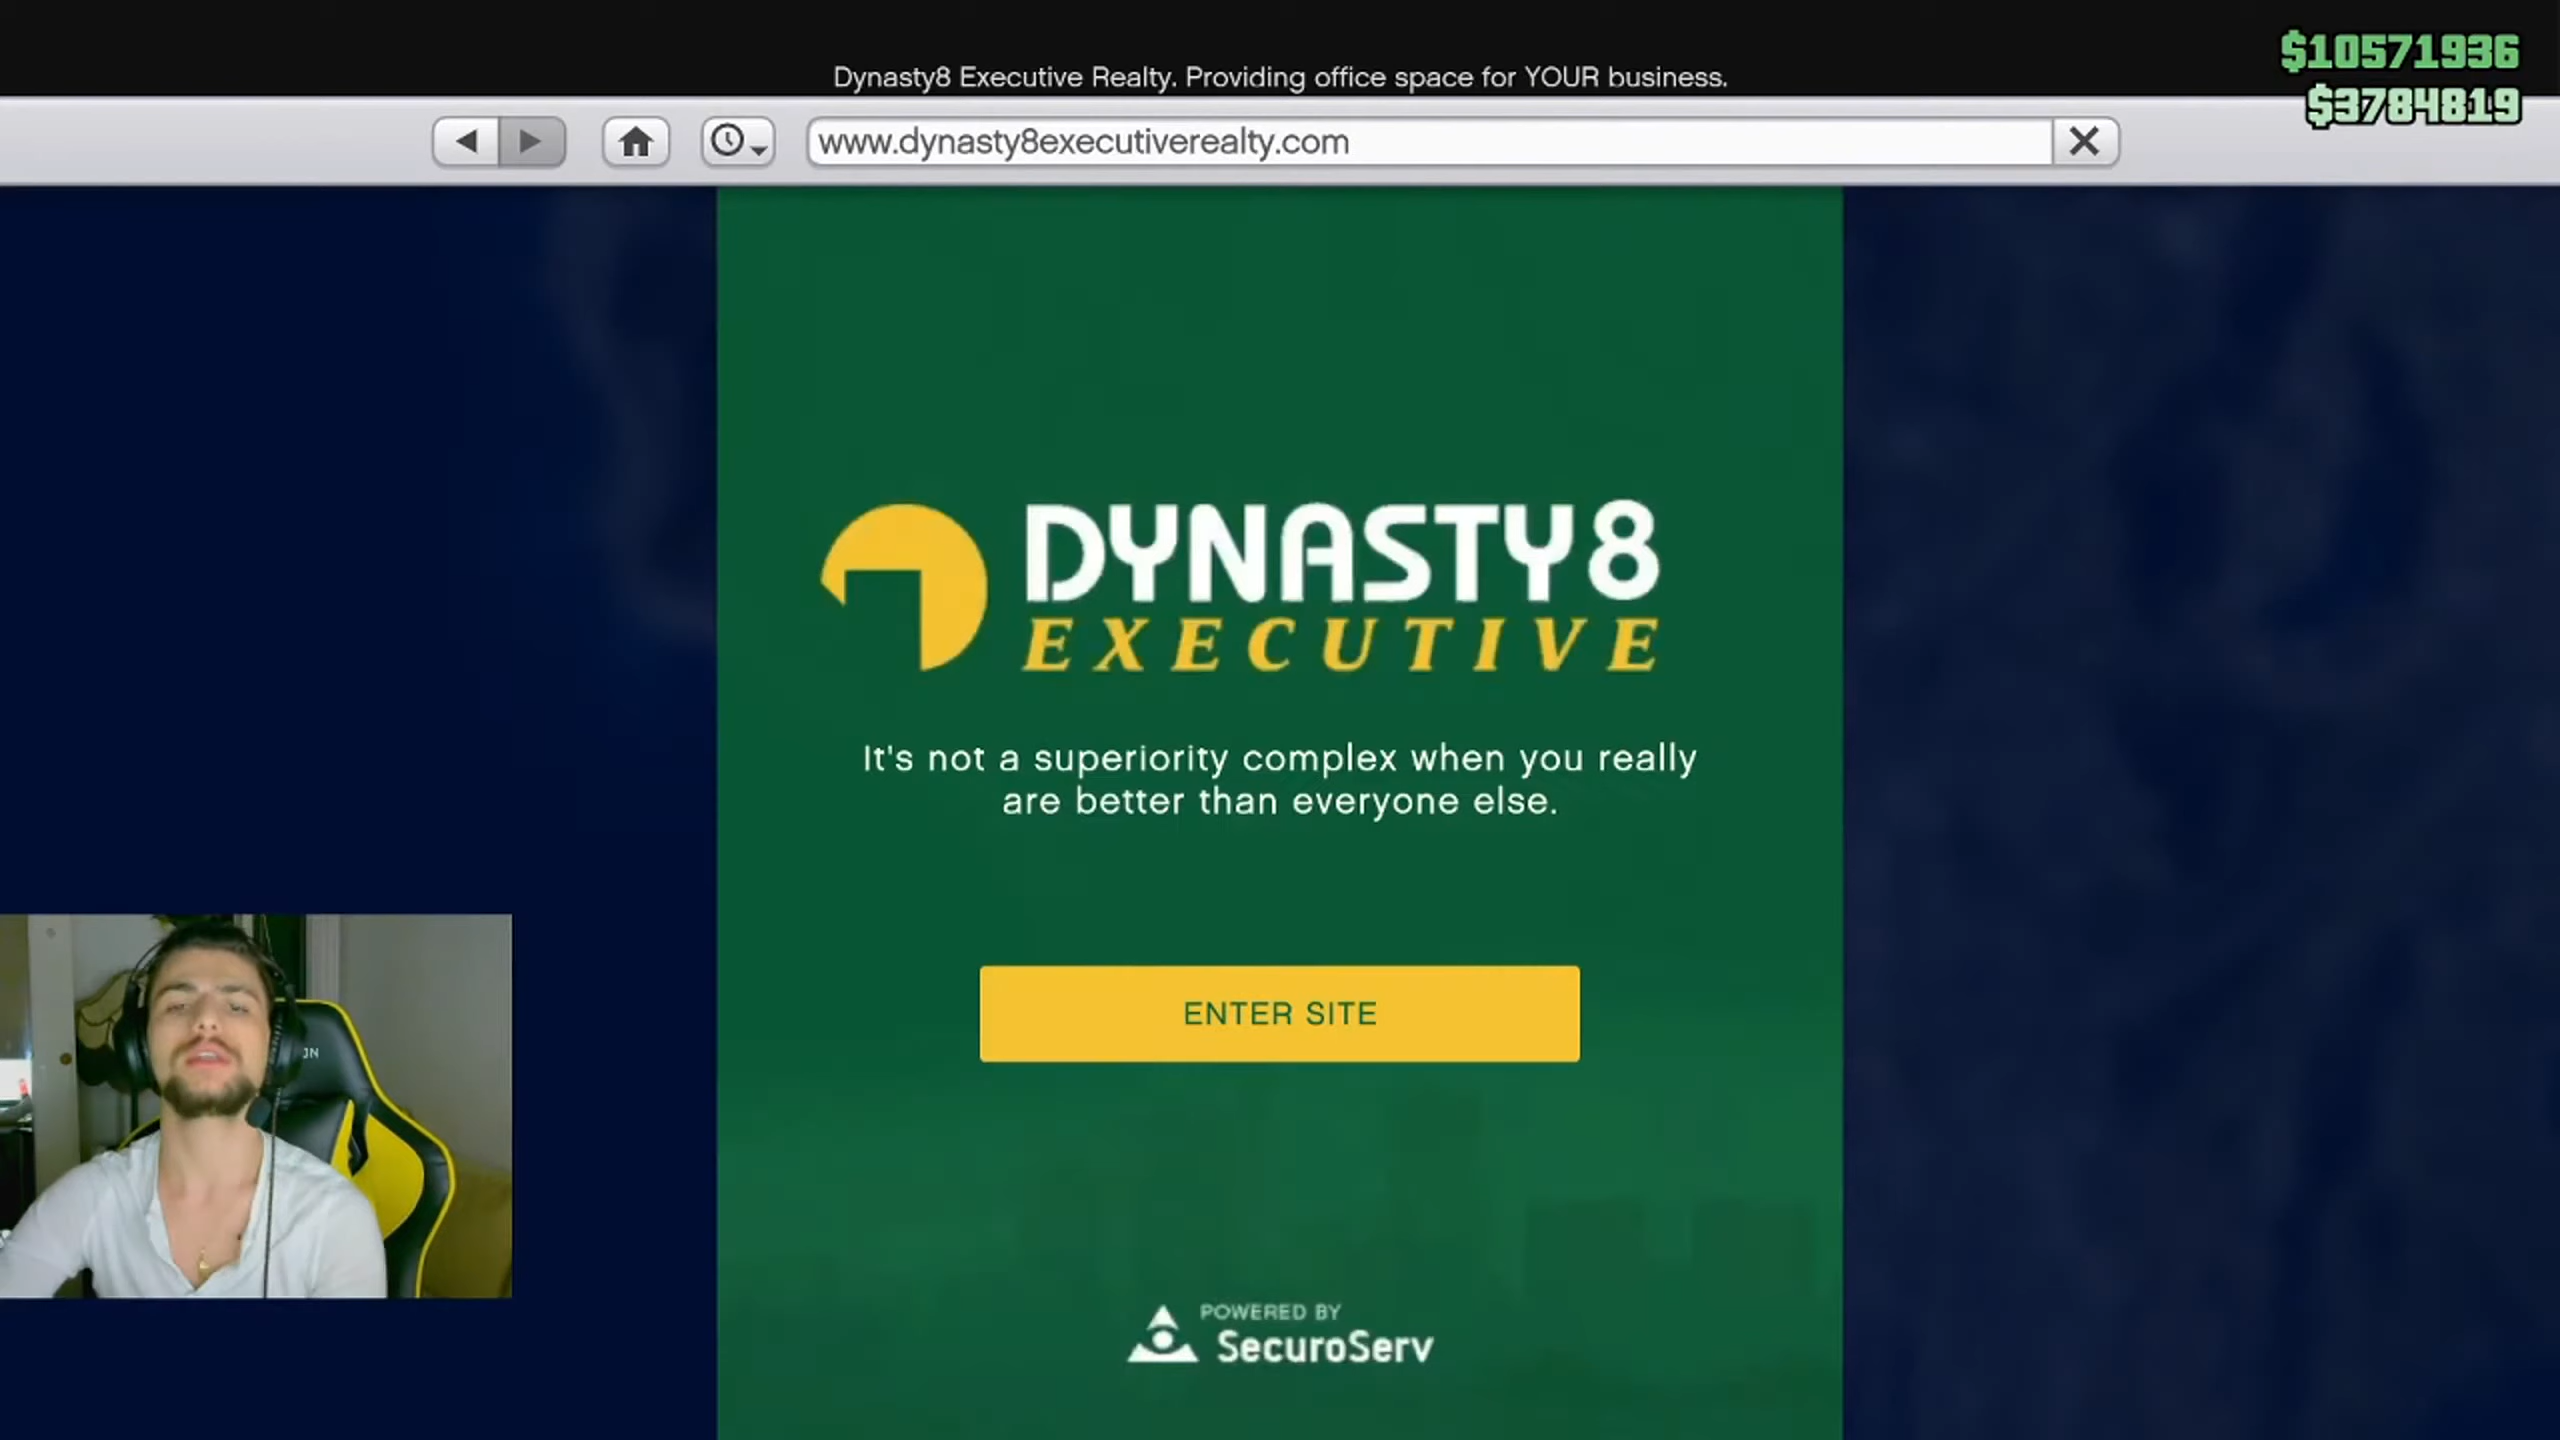 $10571936
Dynasty8 Executive Realty. Providing office space for YOUR business.
$3784819
www.dynasty8executiverealty.com
DYNASTY8
EXECUTIVE
It's not a superiority complex when you really
are better than everyone else.
ENTER SITE
POWERED BY
SecuroServ